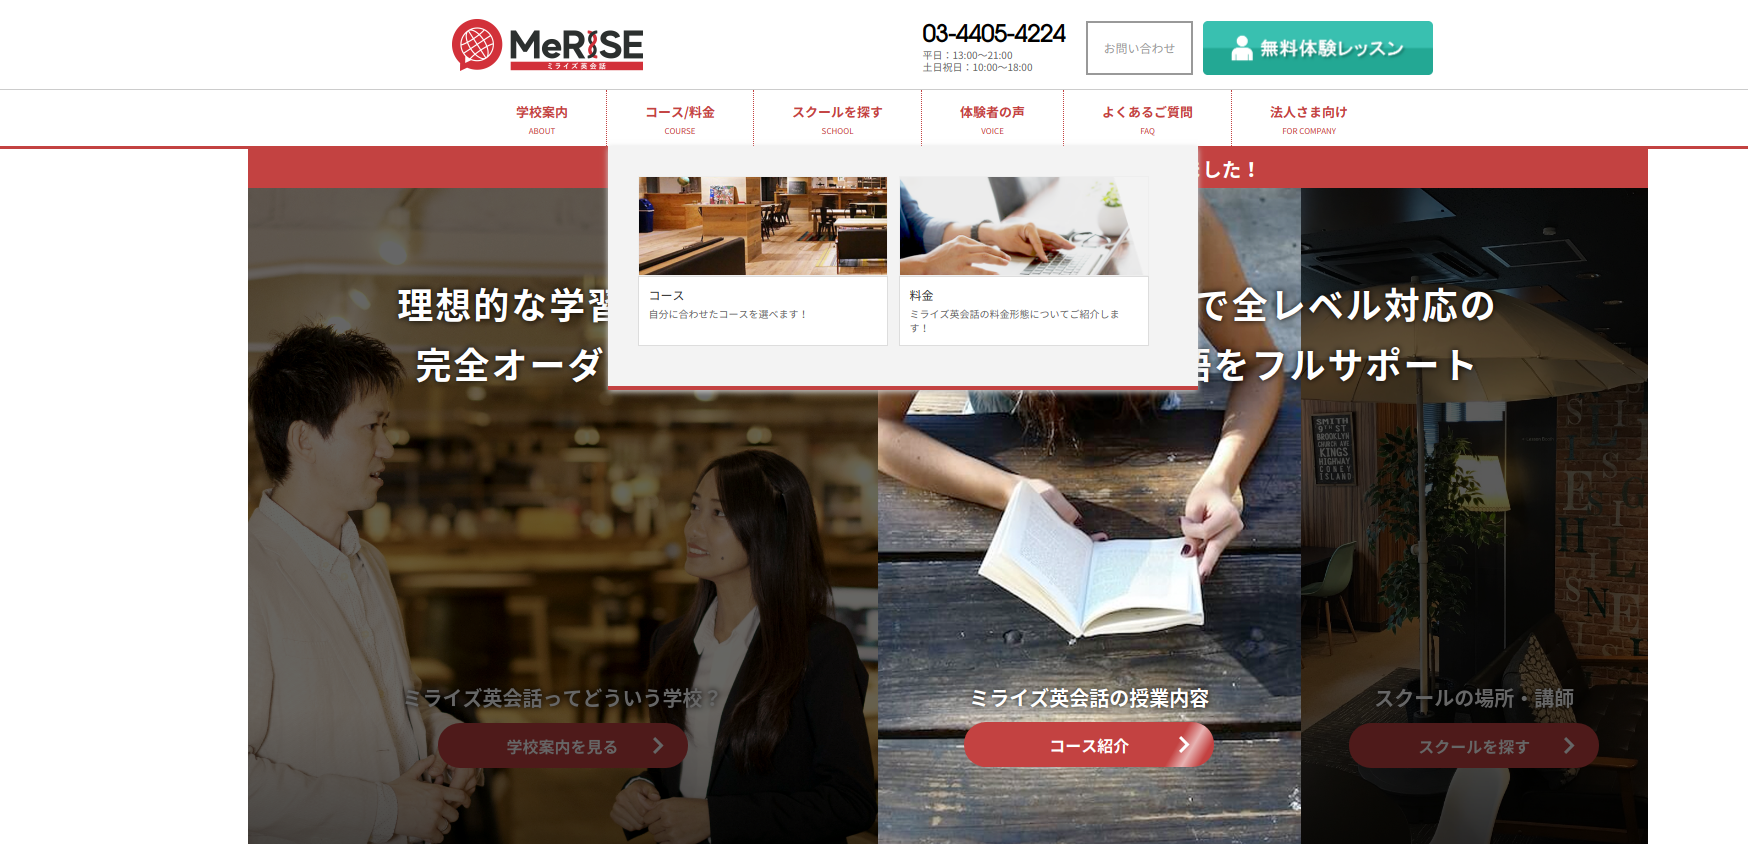 MeRISE
ミライズ英会話
03-4405-4224
平日：13:00〜21:00
土日祝日：10:00〜18:00
お問い合わせ
無料体験レッスン
学校案内
ABOUT
コース/料金
COURSE
スクールを探す
SCHOOL
体験者の声
VOICE
よくあるご質問
FAQ
法人さま向け
FOR COMPANY
した！
コース
自分に合わせたコースを選べます！
料金
ミライズ英会話の料金形態についてご紹介しま
す！
理想的な学習
で全レベル対応の
完全オーダ
語をフルサポート
SMITH
9TH ST
BROOKLYN
CHURCH AVE
KINGS
HIGHWAY
CONEY
ISLAND
ミライズ英会話ってどういう学校？
学校案内を見る
ミライズ英会話の授業内容
コース紹介
スクールの場所・講師
スクールを探す